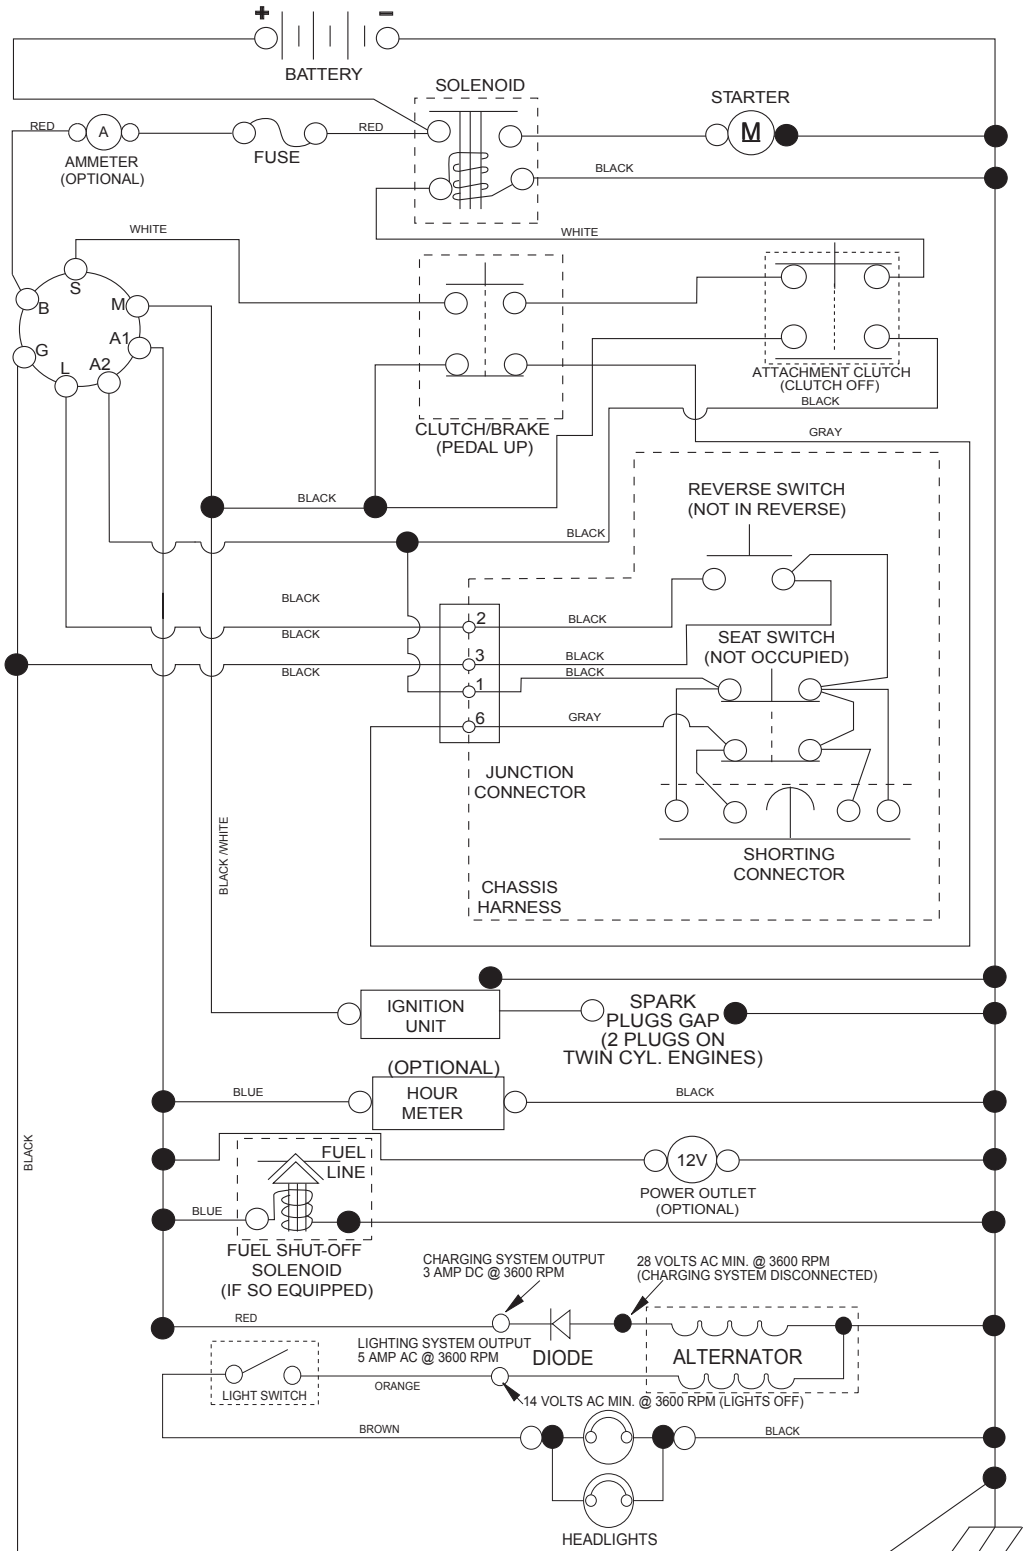 + −
BATTERY
SOLENOID
STARTER
RED
A
RED
M
FUSE
AMMETER
(OPTIONAL)
BLACK
WHITE
WHITE
S
B
M
G
A1
L
A2
ATTACHMENT CLUTCH
(CLUTCH OFF)
BLACK
CLUTCH/BRAKE
(PEDAL UP)
GRAY
REVERSE SWITCH
(NOT IN REVERSE)
BLACK
BLACK
BLACK
2
BLACK
BLACK
SEAT SWITCH
(NOT OCCUPIED)
3
BLACK
BLACK
BLACK
1
6
GRAY
JUNCTION
CONNECTOR
BLACK /WHITE
SHORTING
CONNECTOR
CHASSIS
HARNESS
IGNITION
UNIT
SPARK
PLUGS GAP
(2 PLUGS ON
TWIN CYL. ENGINES)
(OPTIONAL)
HOUR
METER
BLUE
BLACK
BLACK
FUEL
LINE
12V
POWER OUTLET
(OPTIONAL)
BLUE
FUEL SHUT-OFF
SOLENOID
(IF SO EQUIPPED)
CHARGING SYSTEM OUTPUT
3 AMP DC @ 3600 RPM
28 VOLTS AC MIN. @ 3600 RPM
(CHARGING SYSTEM DISCONNECTED)
RED
LIGHTING SYSTEM OUTPUT
5 AMP AC @ 3600 RPM
DIODE
ALTERNATOR
LIGHT SWITCH
ORANGE
14 VOLTS AC MIN. @ 3600 RPM (LIGHTS OFF)
BROWN
BLACK
HEADLIGHTS